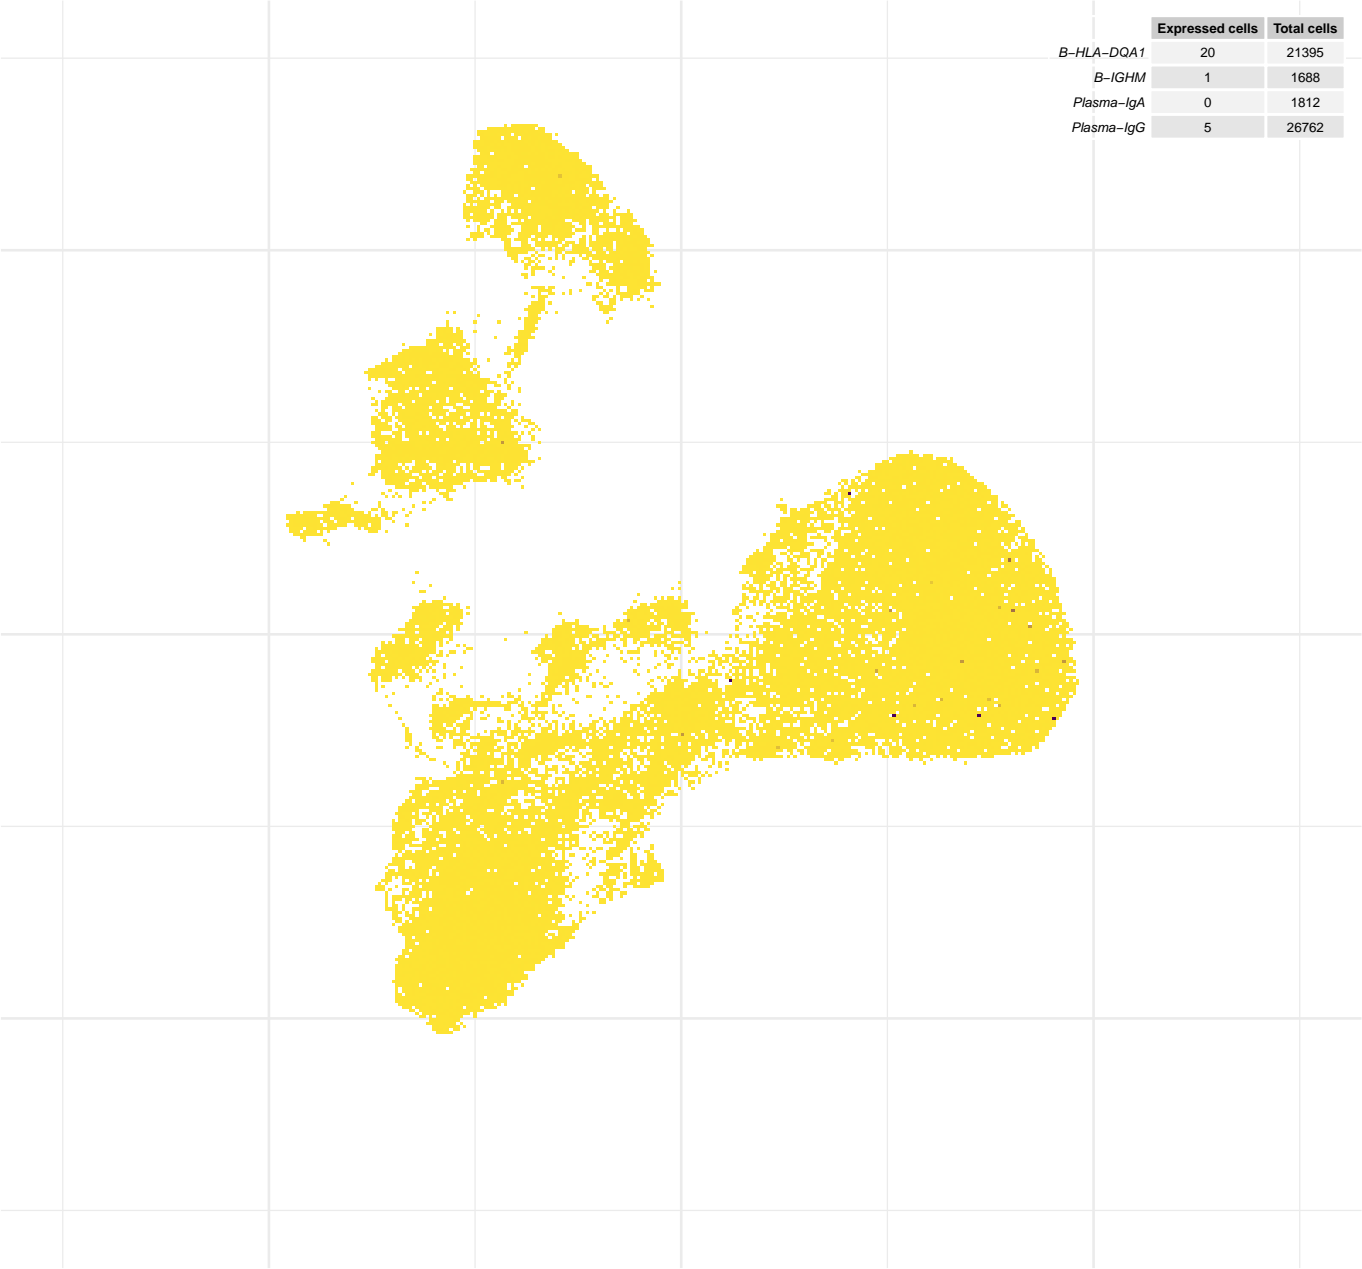 Expressed cells Total cells
B−HLA−DQA1 20 21395
B−IGHM 1 1688
Plasma−IgA 0 1812
Plasma−IgG 5 26762